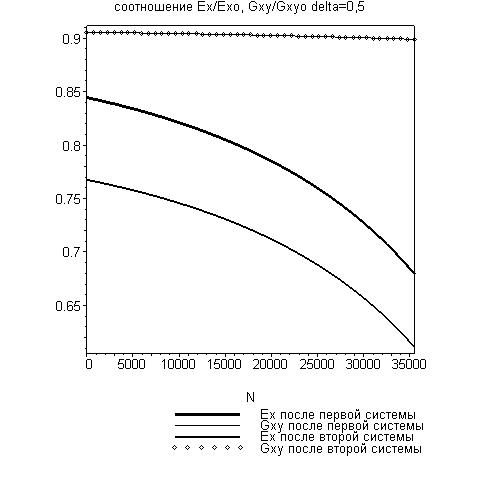 соотношение Ex/Exo, Gxy/Gxyo delta=0,5
0.9
0.85
0.8
0.75
0.7
0.65
0 5000 10000 15000 20000 25000 30000 35000
N
Ex после первой системы
Gxy после первой системы
Ex после второй системы
Gxy после второй системы